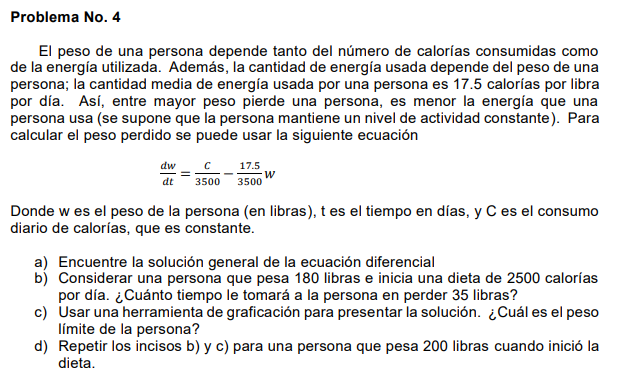 Problema No. 4
El peso de una persona depende tanto del número de calorías consumidas como
de la energía utilizada. Además, la cantidad de energía usada depende del peso de una
persona; la cantidad media de energía usada por una persona es 17.5 calorías por libra
por día. Así, entre mayor peso pierde una persona, es menor la energía que una
persona usa (se supone que la persona mantiene un nivel de actividad constante). Para
calcular el peso perdido se puede usar la siguiente ecuación
dw/dt = C/3500 − 17.5/3500 w
Donde w es el peso de la persona (en libras), t es el tiempo en días, y C es el consumo
diario de calorías, que es constante.
a) Encuentre la solución general de la ecuación diferencial
b) Considerar una persona que pesa 180 libras e inicia una dieta de 2500 calorías
por día. ¿Cuánto tiempo le tomará a la persona en perder 35 libras?
c) Usar una herramienta de graficación para presentar la solución. ¿Cuál es el peso
límite de la persona?
d) Repetir los incisos b) y c) para una persona que pesa 200 libras cuando inició la
dieta.